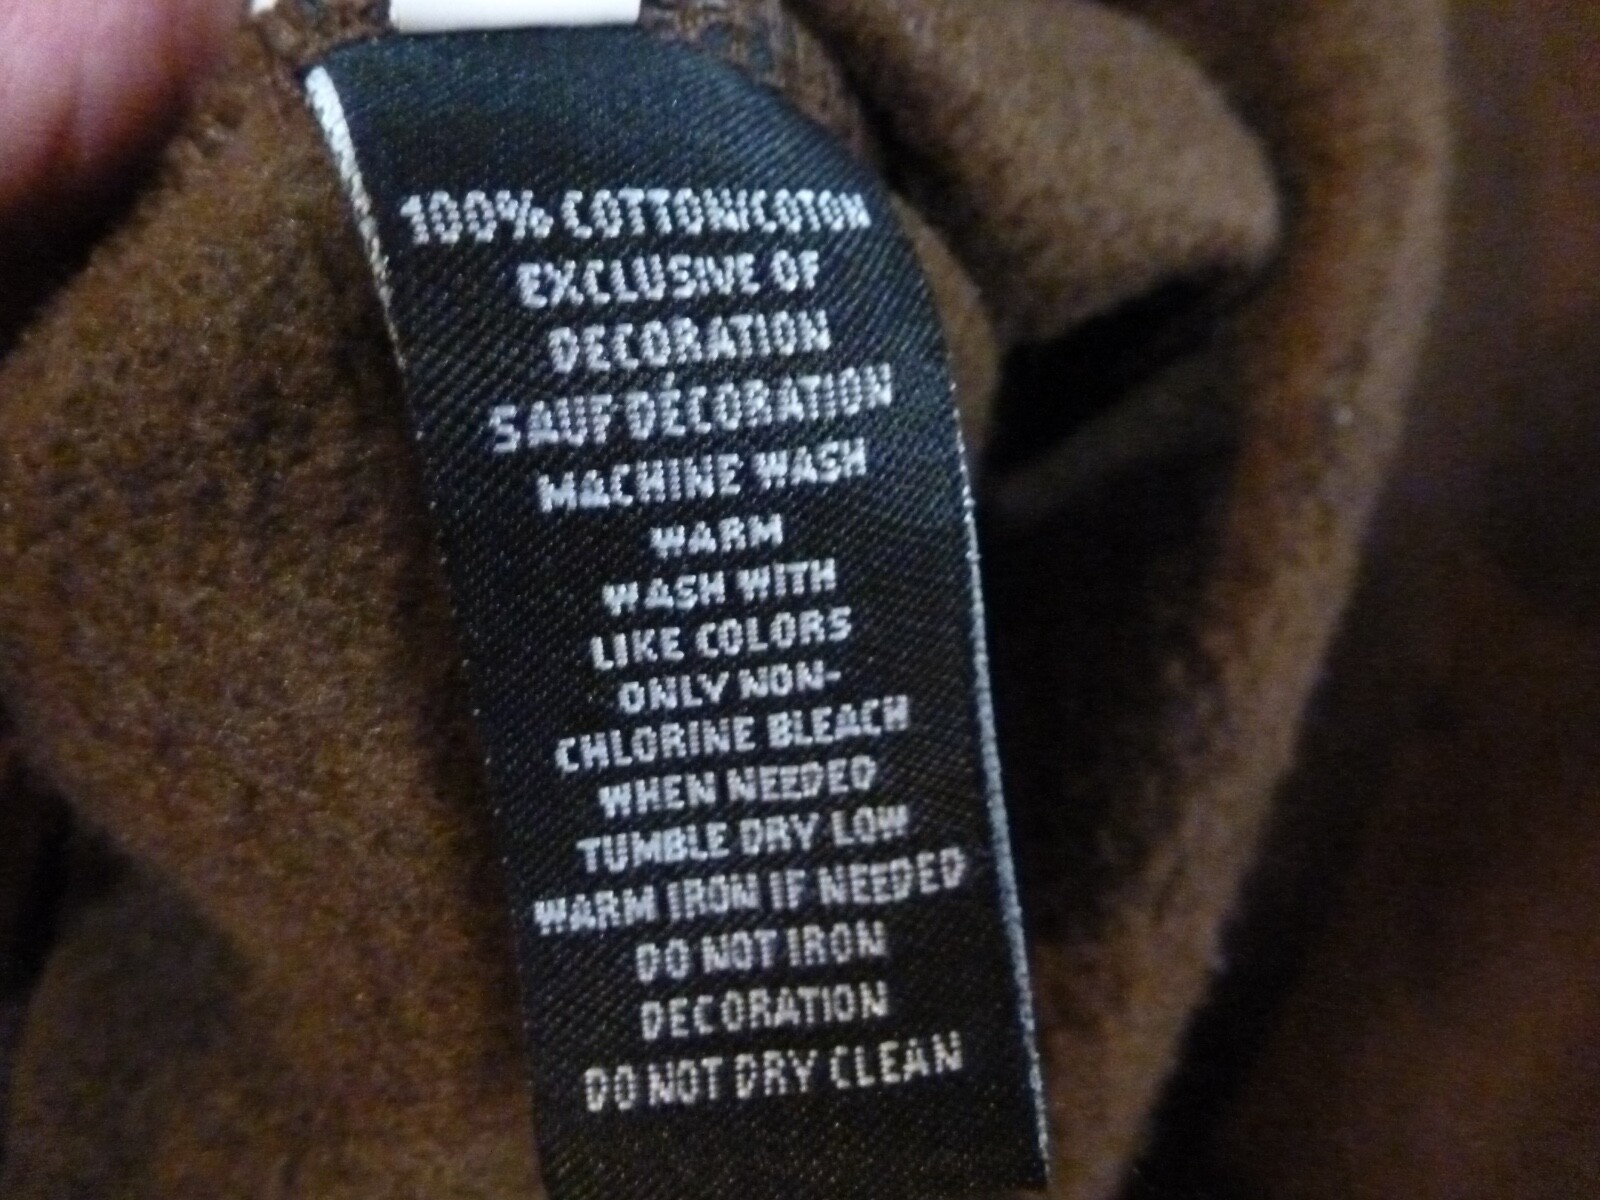 100% COTTON/COTON
EXCLUSIVE OF
DECORATION
SAUF DÉCORATION
MACHINE WASH
WARM
WASH WITH
LIKE COLORS
ONLY NON-
CHLORINE BLEACH
WHEN NEEDED
TUMBLE DRY LOW
WARM IRON IF NEEDED
DO NOT IRON
DECORATION
DO NOT DRY CLEAN